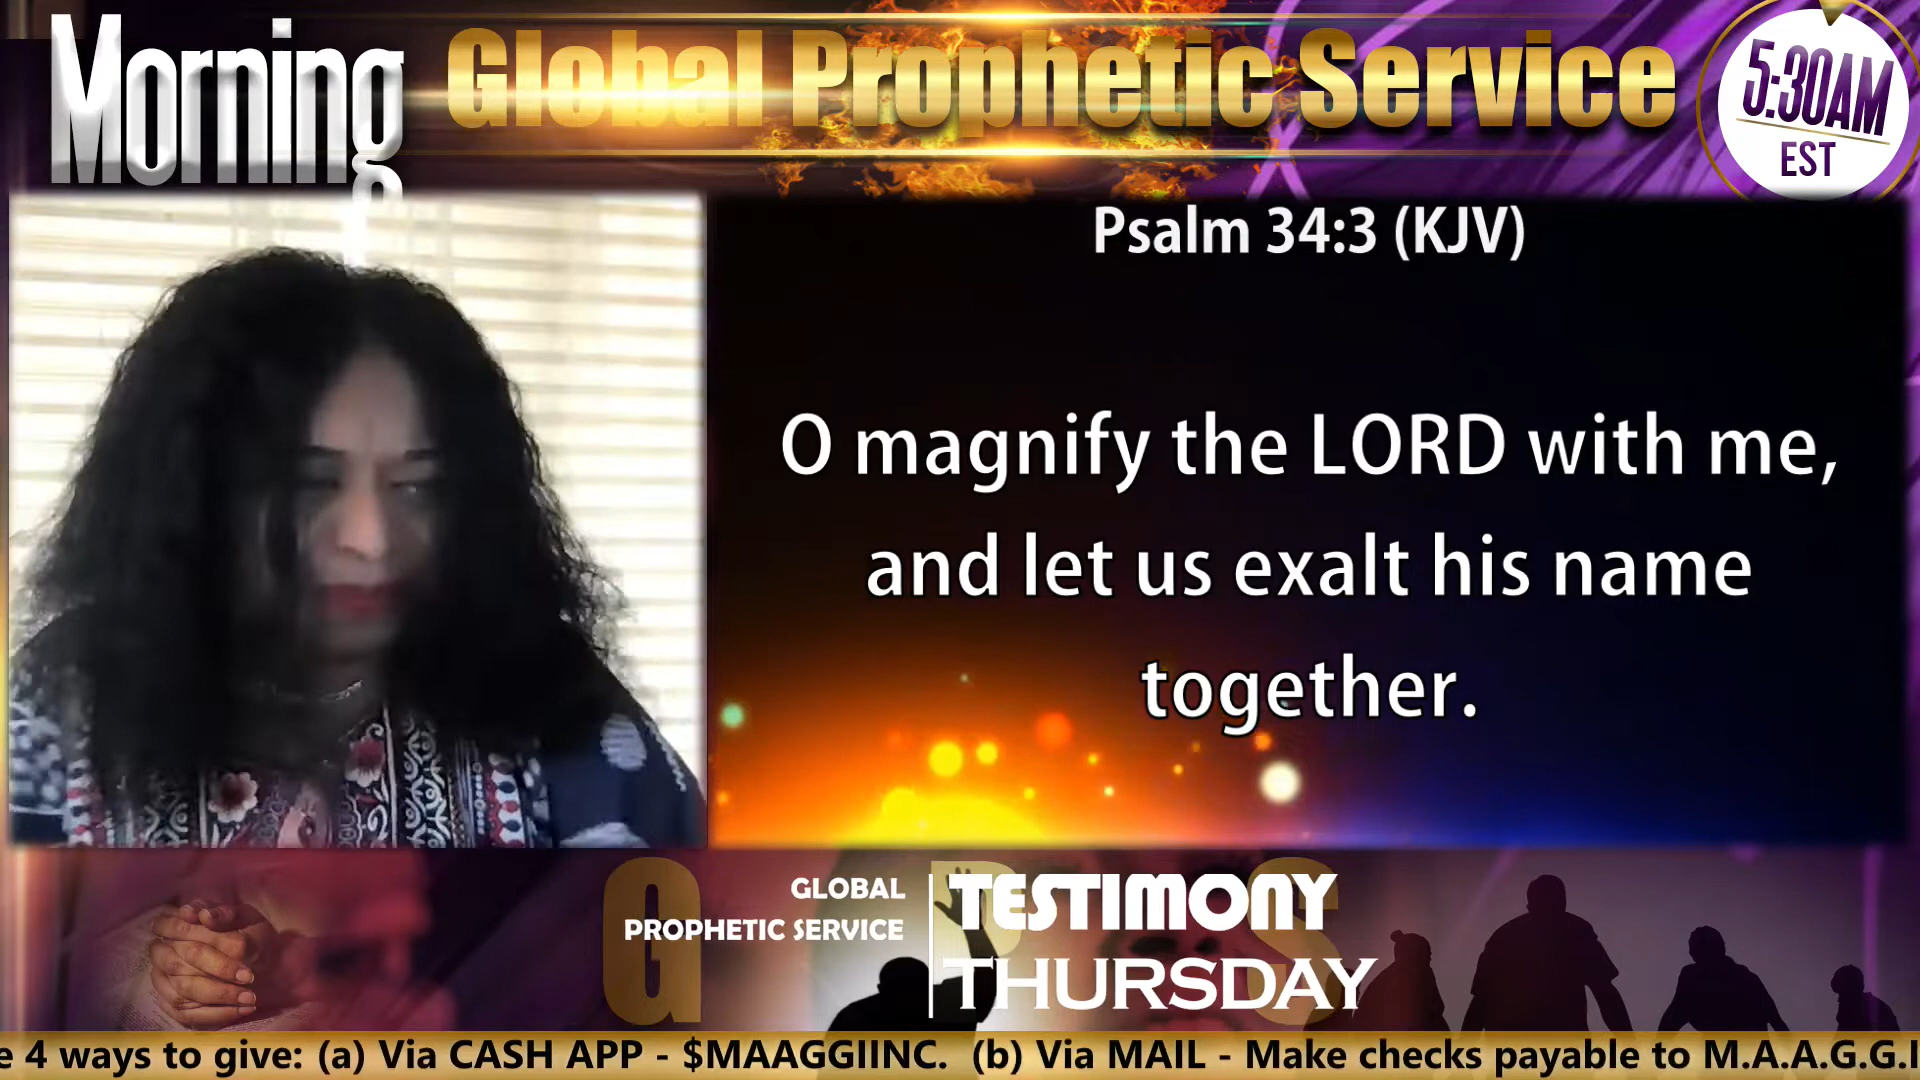 Morning
Global Prophetic Service
5:30AM
EST
Psalm 34:3 (KJV)
O magnify the LORD with me,
and let us exalt his name
together.
G P S
GLOBAL
PROPHETIC SERVICE
TESTIMONY
THURSDAY
e 4 ways to give: (a) Via CASH APP - $MAAGGIINC. (b) Via MAIL - Make checks payable to M.A.A.G.G.I